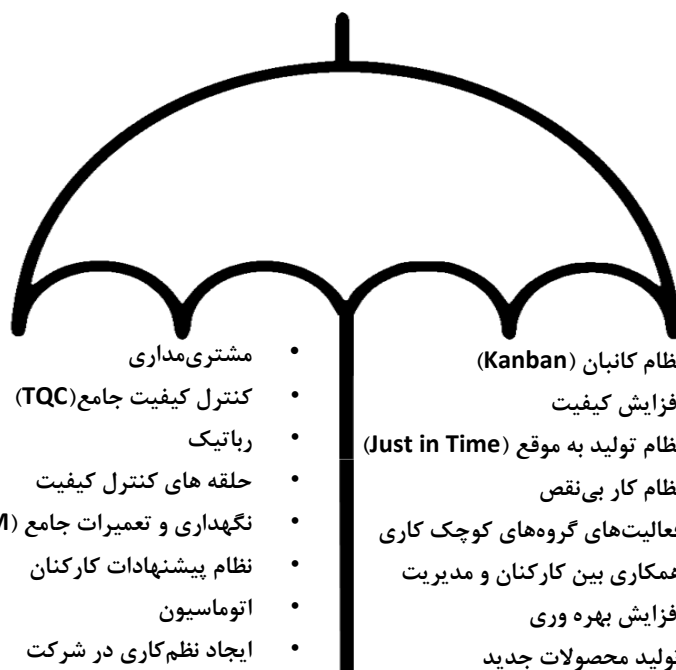 ظام کانبان (Kanban)
فزایش کیفیت
ظام تولید به موقع (Just in Time)
ظام کار بی‌نقص
فعالیت‌های گروه‌های کوچک کاری
همکاری بین کارکنان و مدیریت
فزایش بهره وری
تولید محصولات جدید
• مشتری‌مداری
• کنترل کیفیت جامع(TQC)
• رباتیک
• حلقه های کنترل کیفیت
• نگهداری و تعمیرات جامع
• نظام پیشنهادات کارکنان
• اتوماسیون
• ایجاد نظم‌کاری در شرکت